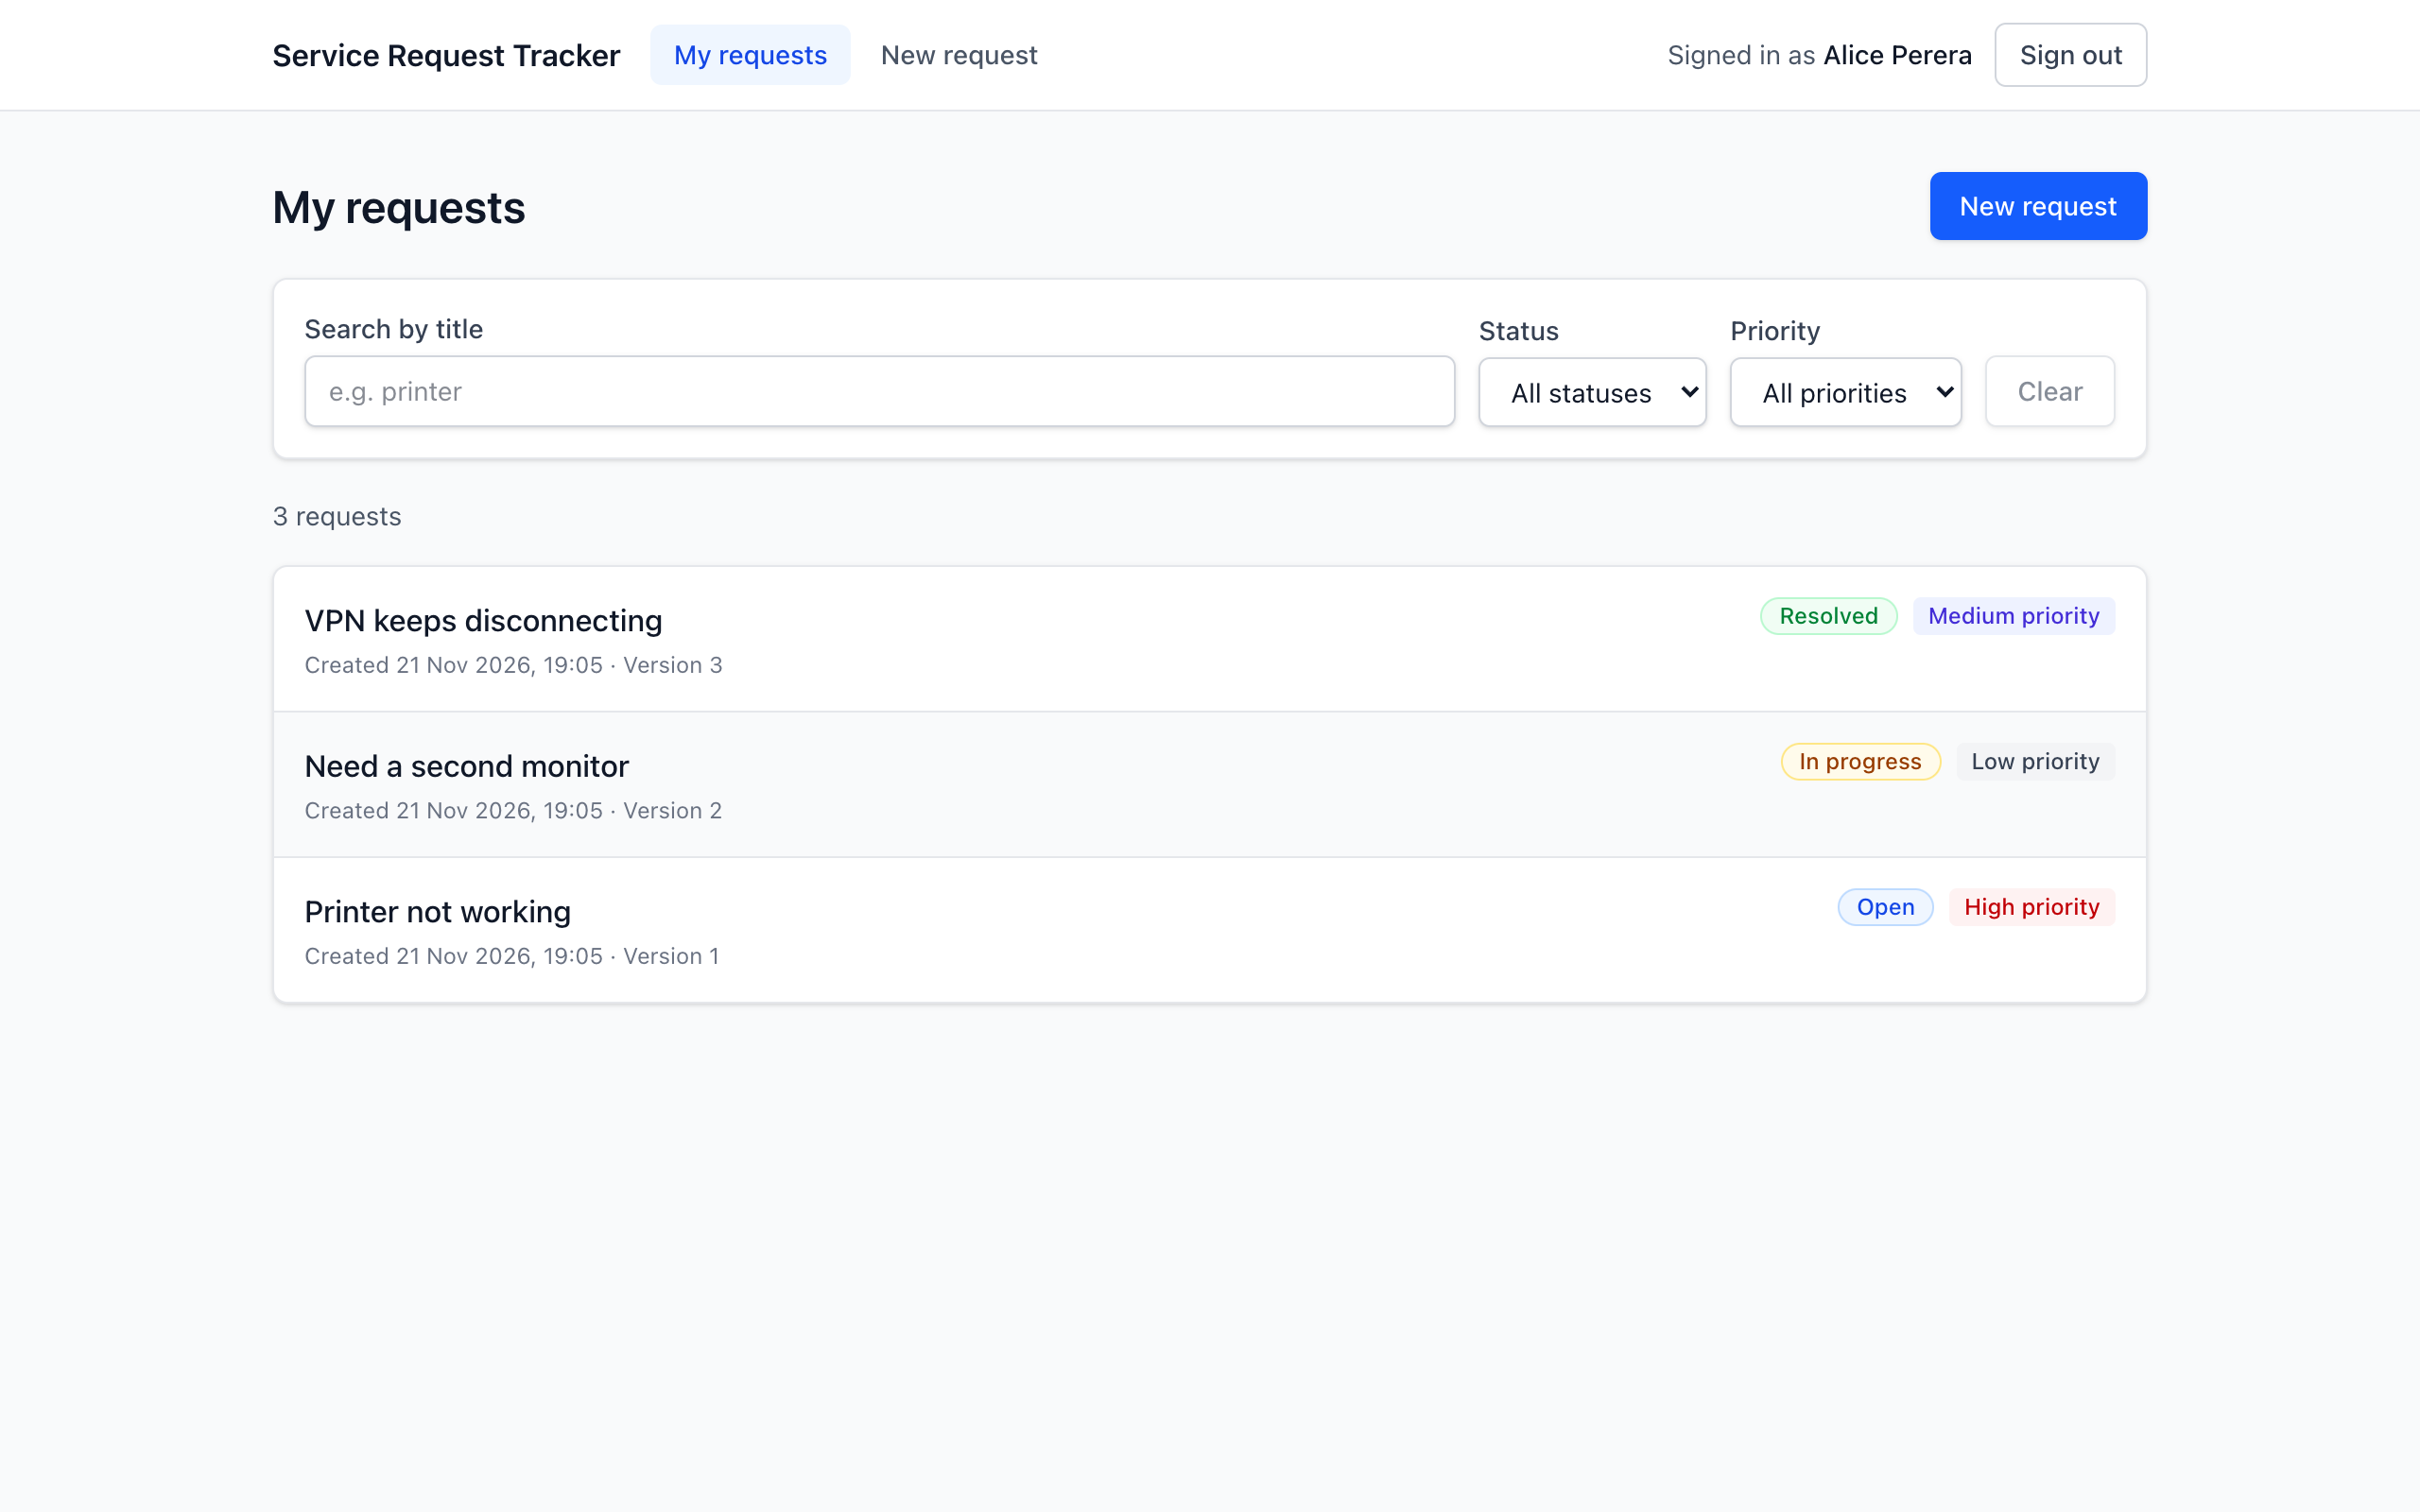 Service Request Tracker My requests New request Signed in as Alice Perera Sign out
My requests New request
Search by title Status Priority
e.g. printer All statuses All priorities Clear
3 requests
VPN keeps disconnecting Resolved Medium priority
Created 21 Nov 2026, 19:05 · Version 3
Need a second monitor In progress Low priority
Created 21 Nov 2026, 19:05 · Version 2
Printer not working Open High priority
Created 21 Nov 2026, 19:05 · Version 1